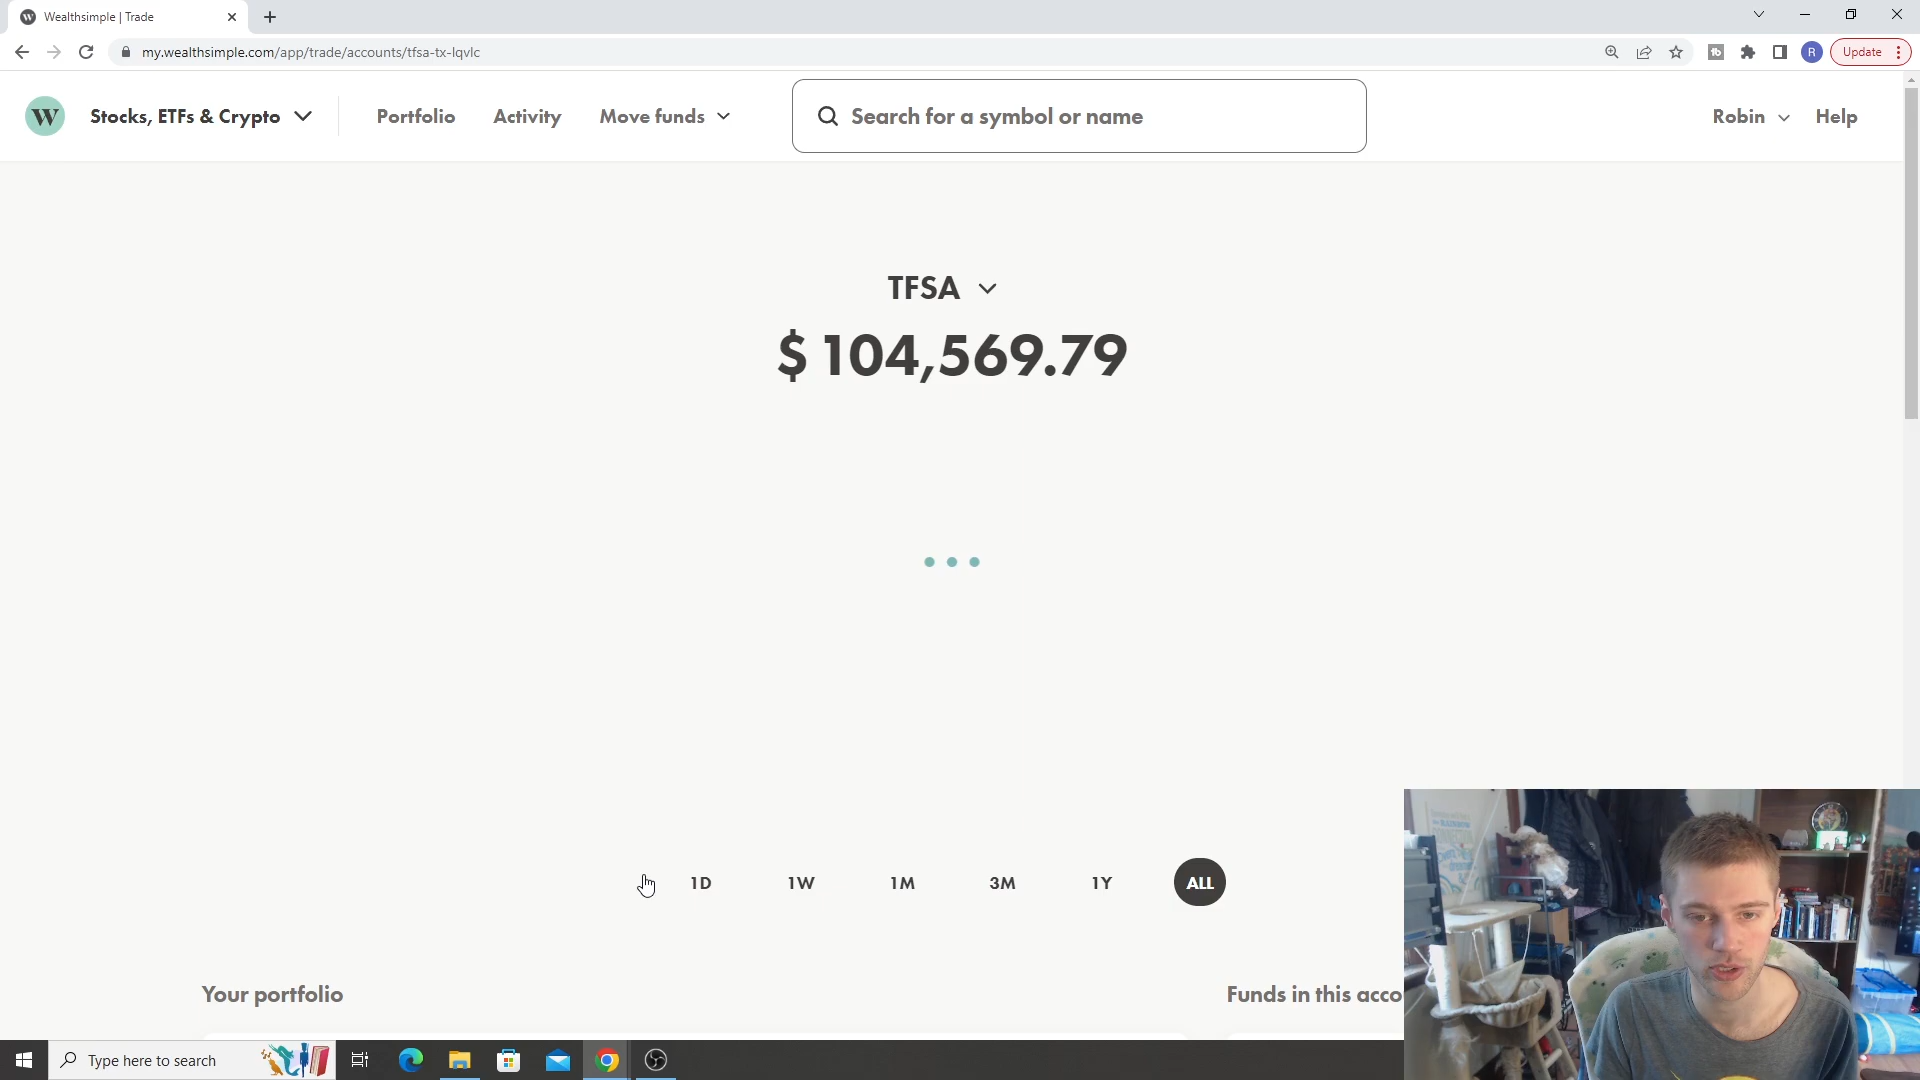 Wealthsimple | Trade
my.wealthsimple.com/app/trade/accounts/tfsa-tx-lqvlc
R
Update
W
Stocks, ETFs & Crypto
Portfolio
Activity
Move funds
Search for a symbol or name
Robin
Help
TFSA
$ 104,569.79
1D
1W
1M
3M
1Y
ALL
Your portfolio
Funds in this acco
Type here to search